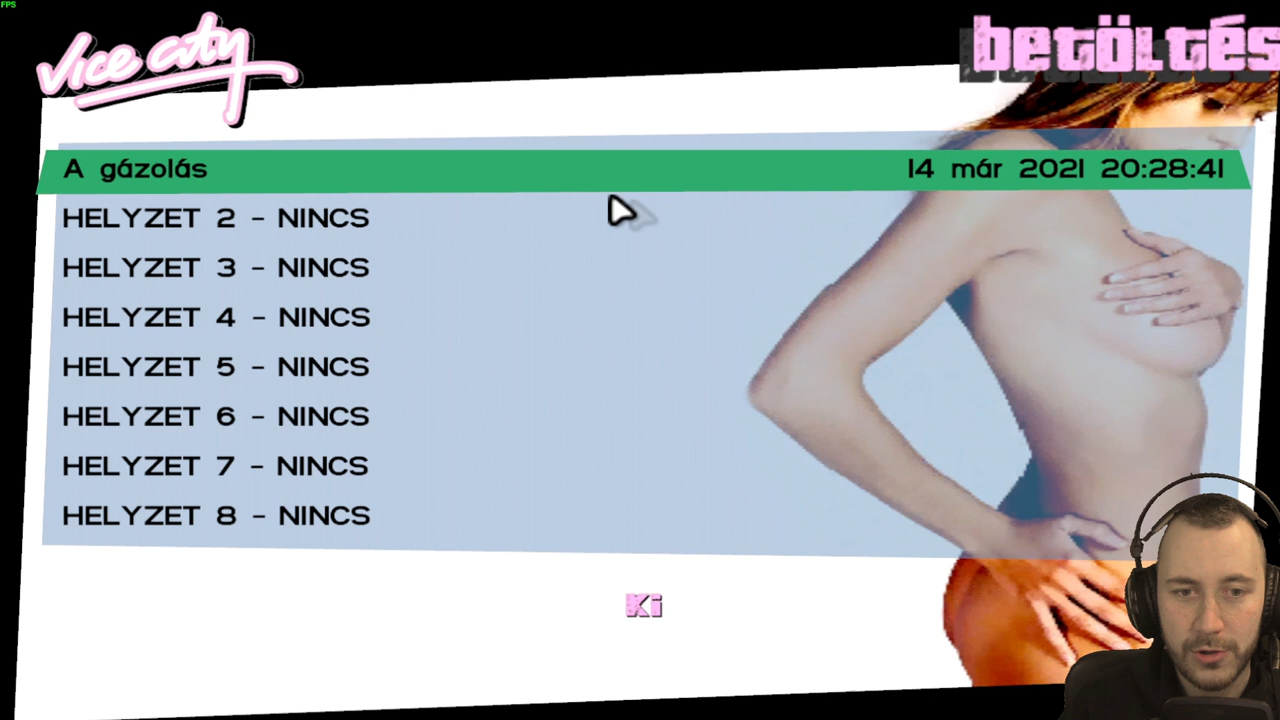 FPS
vice city
betöltés
A gázolás 14 már 2021 20:28:41
HELYZET 2 - NINCS
HELYZET 3 - NINCS
HELYZET 4 - NINCS
HELYZET 5 - NINCS
HELYZET 6 - NINCS
HELYZET 7 - NINCS
HELYZET 8 - NINCS
Ki